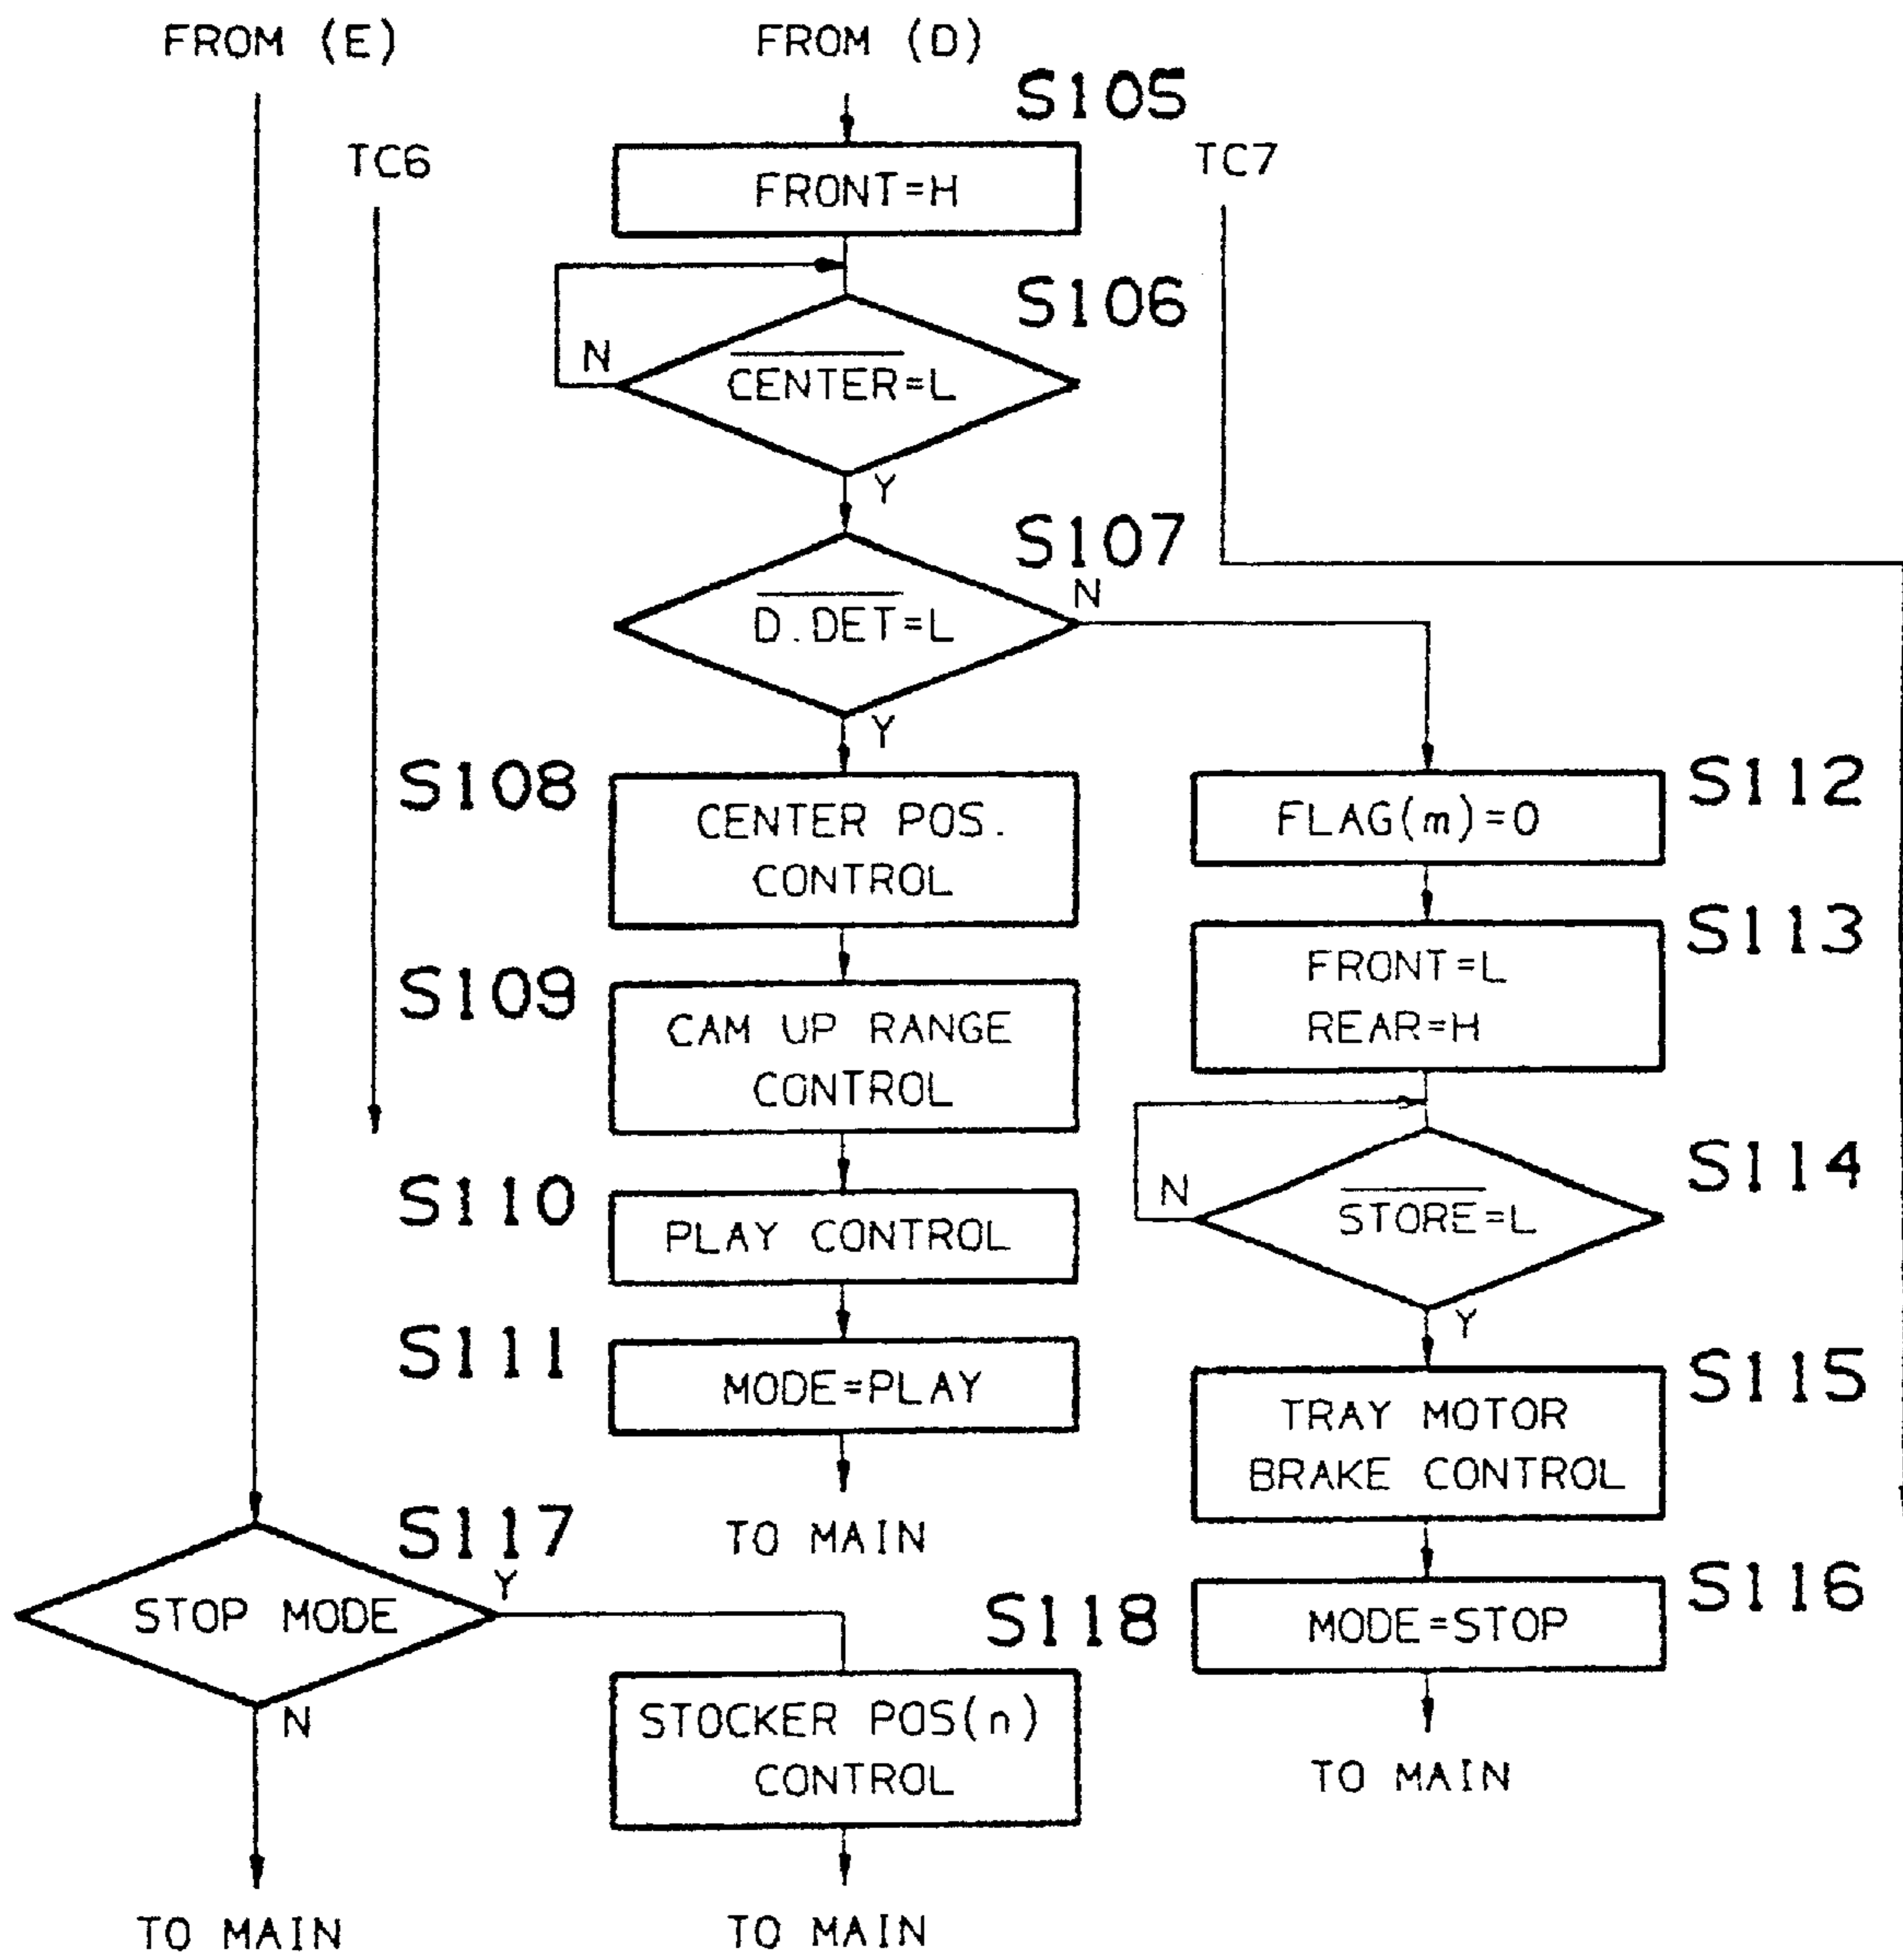 FROM (E)
FROM (D)
S105
TC6
FRONT=H
TC7
S106
N
CENTER=L
Y
S107
D.DET=L
N
Y
S108
CENTER POS.
CONTROL
S112
FLAG(m)=0
S109
CAM UP RANGE
CONTROL
S113
FRONT=L
REAR=H
S110
PLAY CONTROL
S114
N
STORE=L
Y
S111
MODE=PLAY
TO MAIN
S115
TRAY MOTOR
BRAKE CONTROL
S117
STOP MODE
Y
N
S118
STOCKER POS(n)
CONTROL
S116
MODE=STOP
TO MAIN
TO MAIN
TO MAIN